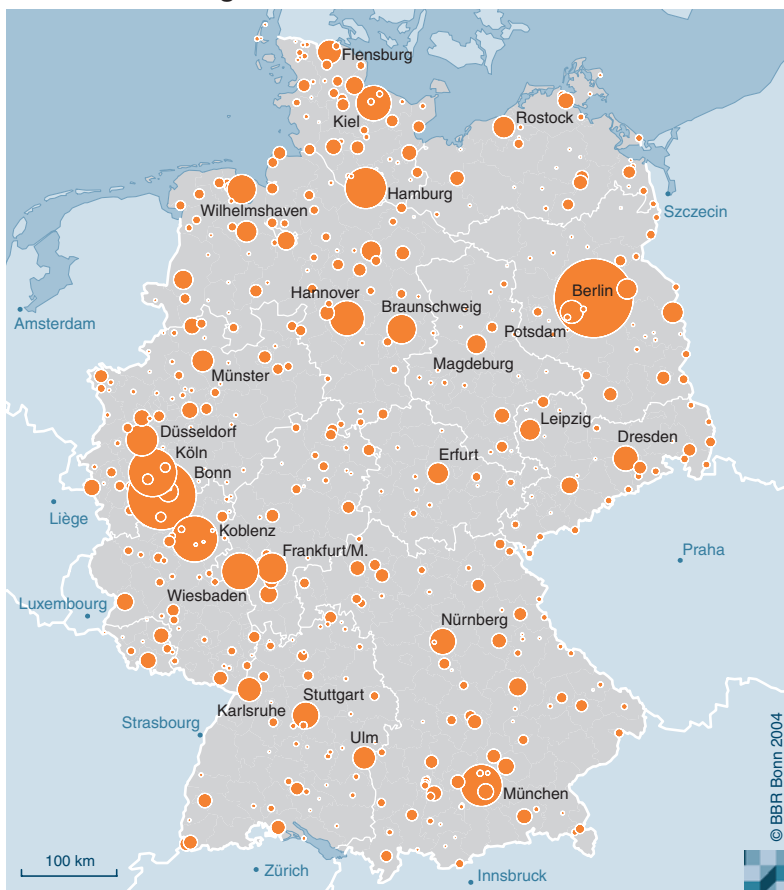 Flensburg
Kiel
Rostock
Hamburg
Szczecin
Wilhelmshaven
Berlin
Hannover
Braunschweig
Amsterdam
Potsdam
Magdeburg
Münster
Leipzig
Düsseldorf
Dresden
Köln
Erfurt
Bonn
Liège
Koblenz
Frankfurt/M.
Praha
Wiesbaden
Luxembourg
Nürnberg
Stuttgart
Karlsruhe
Strasbourg
Ulm
München
© BBR Bonn 2004
100 km
Zürich
Innsbruck